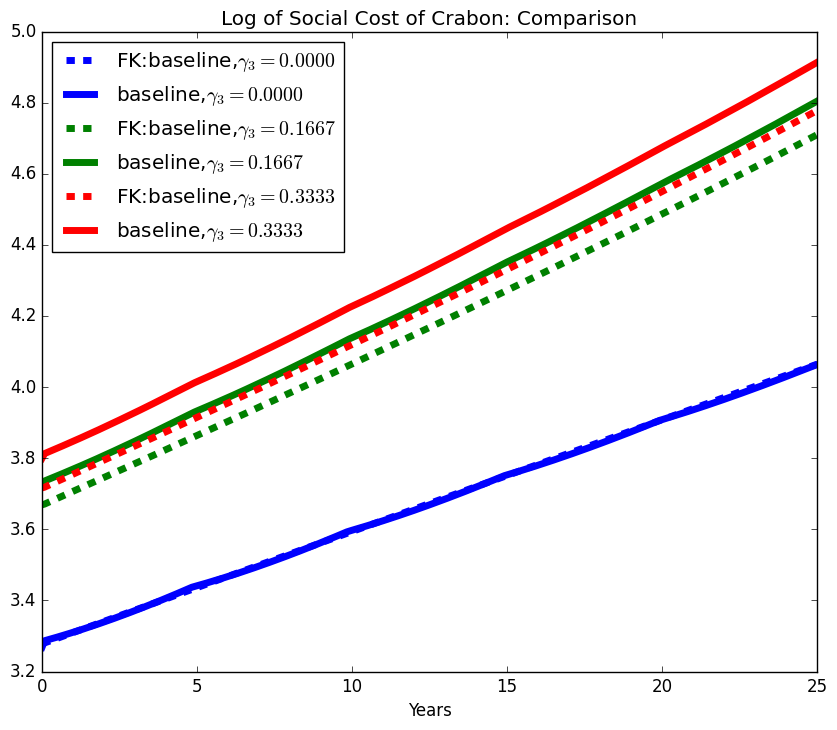 Log of Social Cost of Crabon: Comparison
5.0
4.8
4.6
4.4
4.2
4.0
3.8
3.6
3.4
3.2
FK:baseline,γ₃ = 0.0000
baseline,γ₃ = 0.0000
FK:baseline,γ₃ = 0.1667
baseline,γ₃ = 0.1667
FK:baseline,γ₃ = 0.3333
baseline,γ₃ = 0.3333
0 5 10 15 20 25
Years